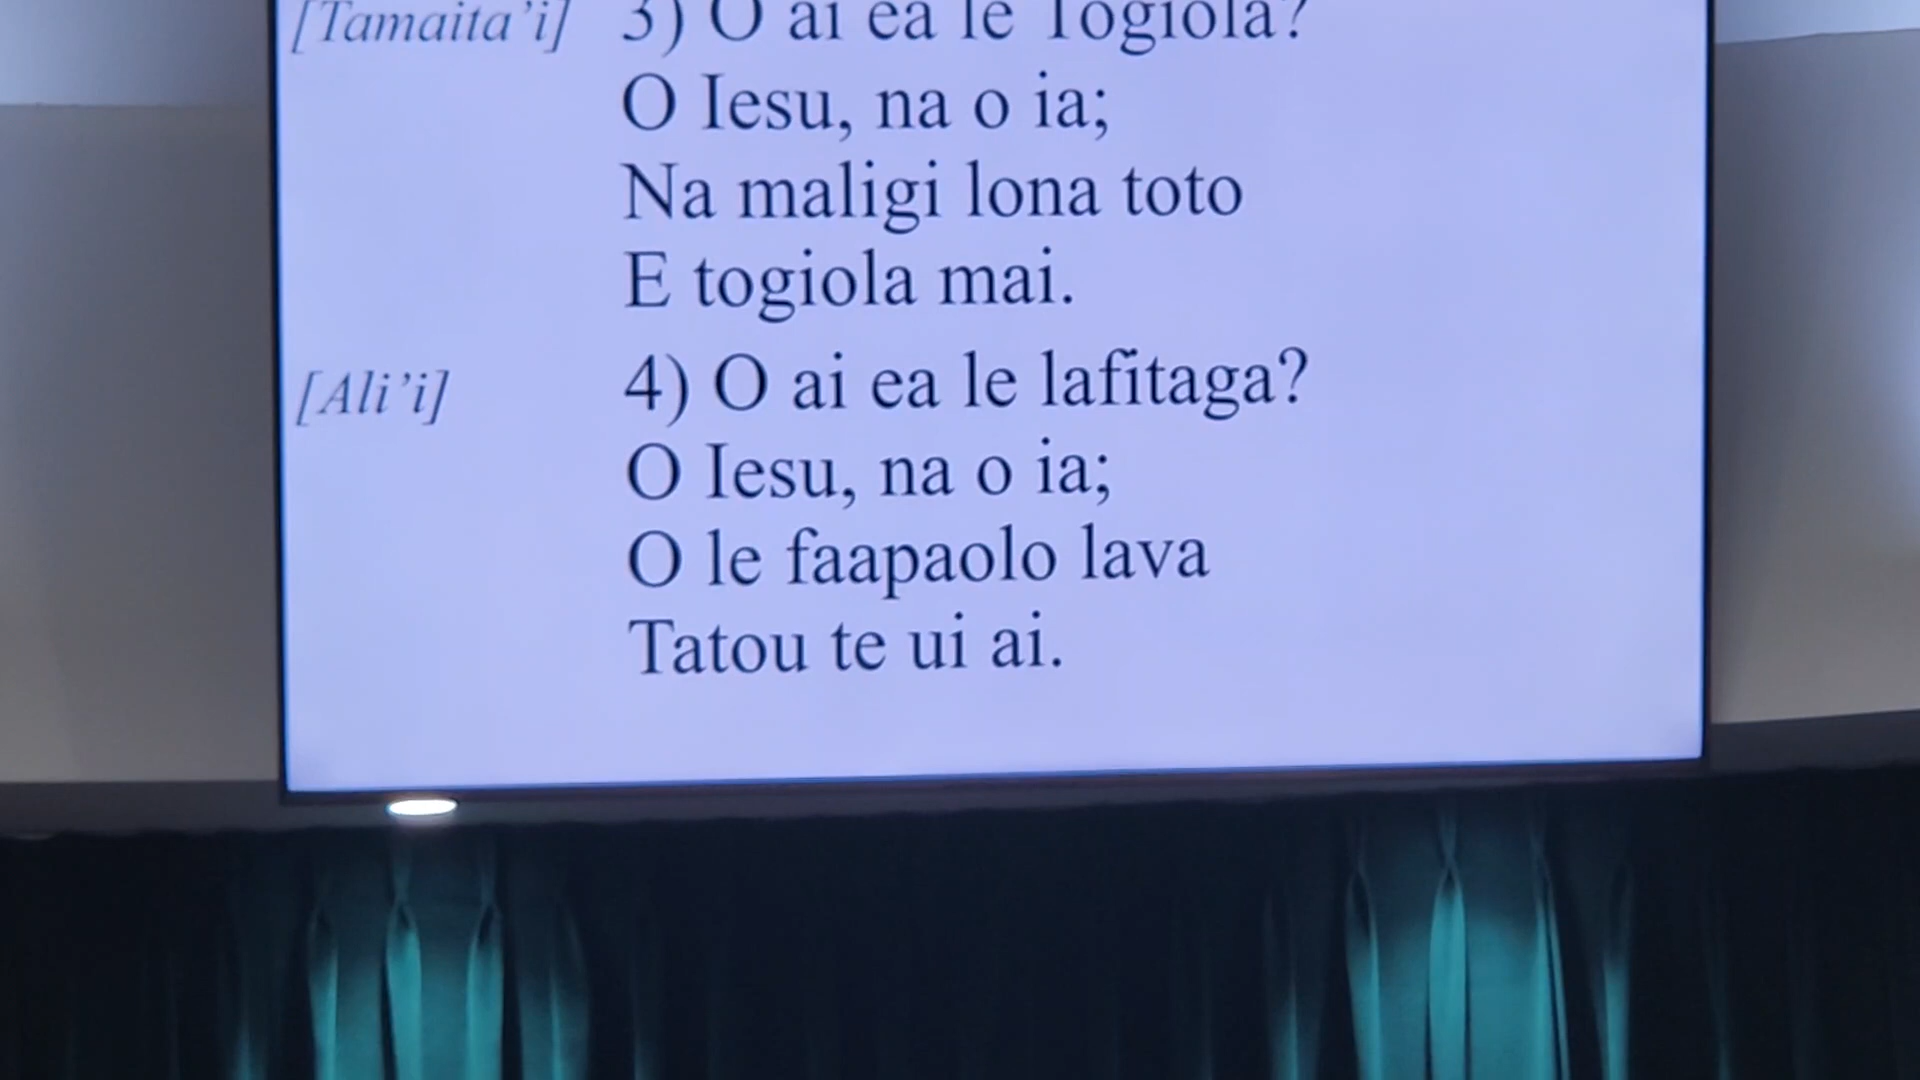 [Tamaita’i] 3) O ai ea le Togiola?
O Iesu, na o ia;
Na maligi lona toto
E togiola mai.
[Ali’i] 4) O ai ea le lafitaga?
O Iesu, na o ia;
O le faapaolo lava
Tatou te ui ai.